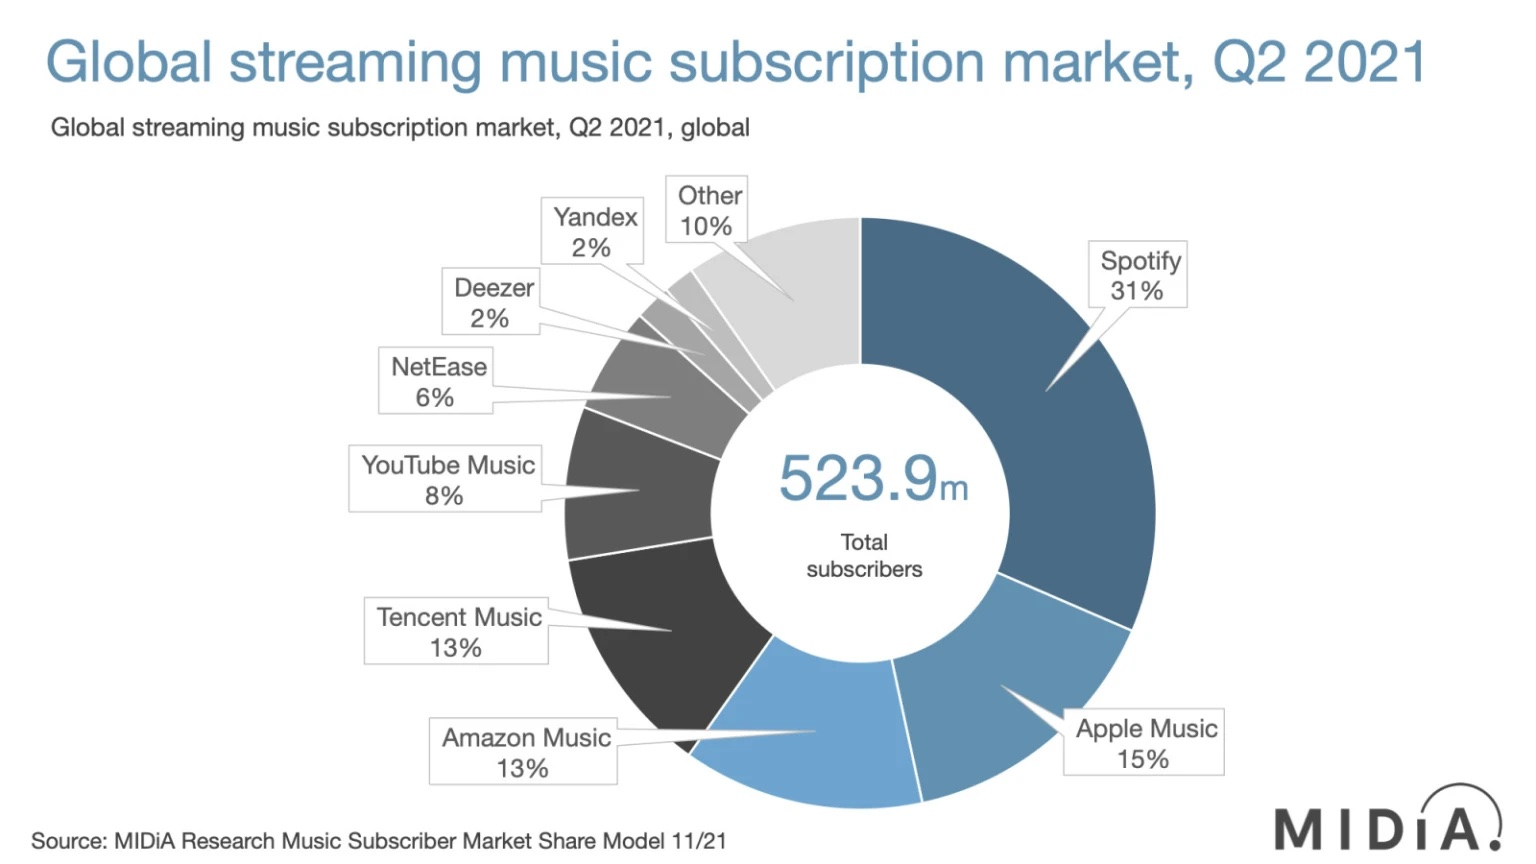 Global streaming music subscription market, Q2 2021
Global streaming music subscription market, Q2 2021, global
Other
10%
Yandex
2%
Deezer
2%
NetEase
6%
YouTube Music
8%
Tencent Music
13%
Amazon Music
13%
Spotify
31%
Apple Music
15%
523.9m
Total
subscribers
Source: MIDiA Research Music Subscriber Market Share Model 11/21
MIDiA.